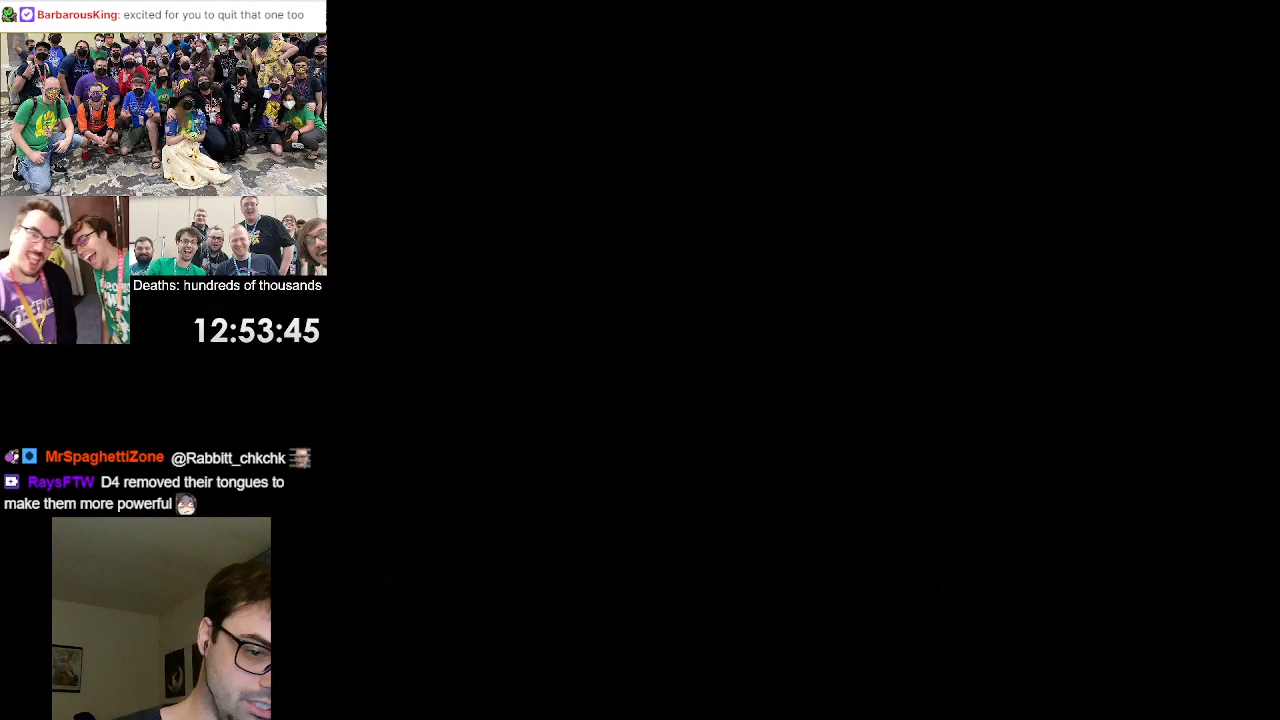 BarbarousKing: excited for you to quit that one too
Deaths: hundreds of thousands
12:53:45
MrSpaghettiZone @Rabbitt_chkchk
RaysFTW D4 removed their tongues to
make them more powerful